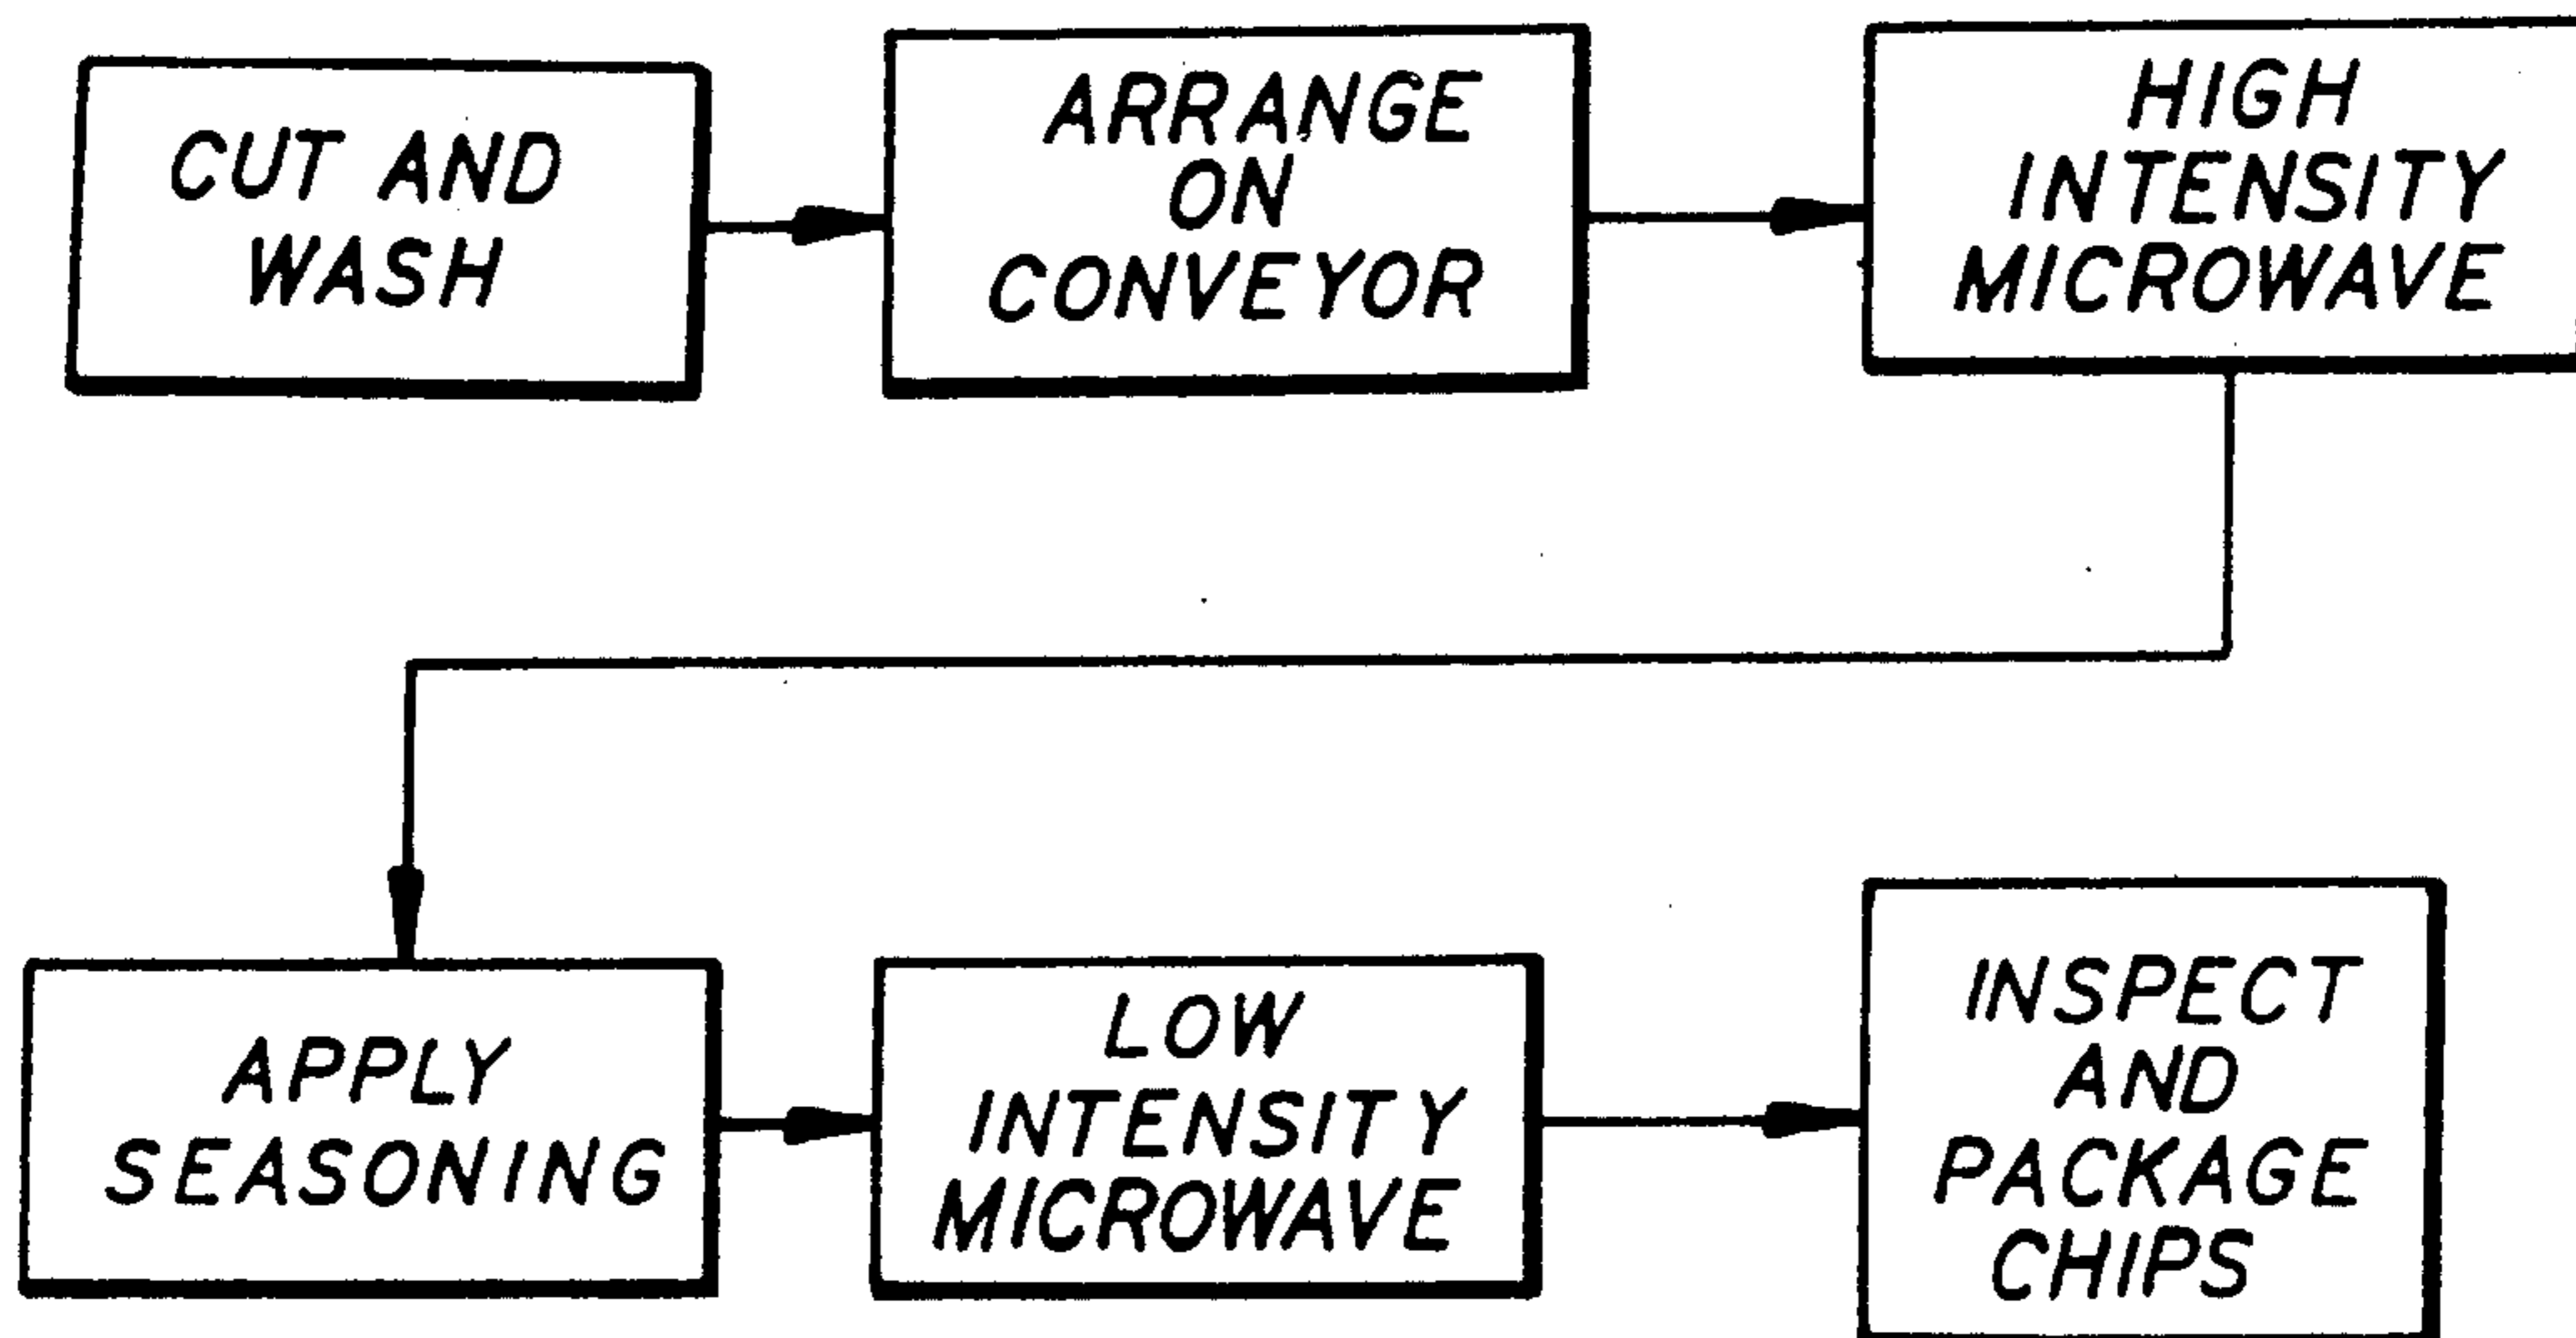 CUT AND
WASH
ARRANGE
ON
CONVEYOR
HIGH
INTENSITY
MICROWAVE
APPLY
SEASONING
LOW
INTENSITY
MICROWAVE
INSPECT
AND
PACKAGE
CHIPS